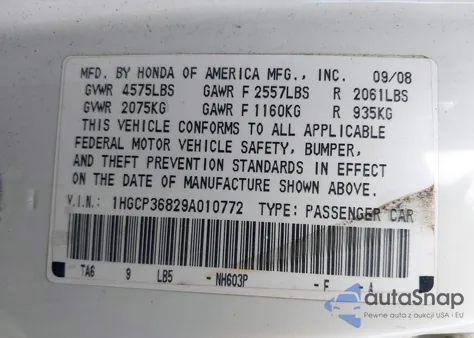 MFD. BY HONDA OF AMERICA MFG., INC. 09/08
GVWR 4575LBS GAWR F 2557LBS R 2061LBS
GVWR 2075KG GAWR F 1160KG R 935KG
THIS VEHICLE CONFORMS TO ALL APPLICABLE
FEDERAL MOTOR VEHICLE SAFETY, BUMPER,
AND THEFT PREVENTION STANDARDS IN EFFECT
ON THE DATE OF MANUFACTURE SHOWN ABOVE.
V.I.N.: 1HGCP36829A010772 TYPE: PASSENGER CAR
TA6 9 LB5 -NH603P -F -A
autoSnap
Pewne auta z aukcji USA i EU